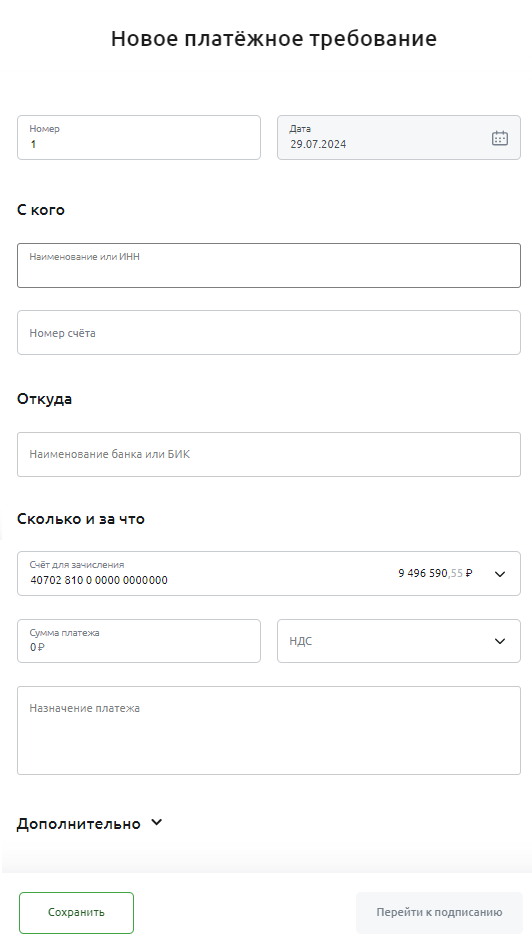 Новое платёжное требование
Номер
1
Дата
29.07.2024
С кого
Наименование или ИНН
Номер счёта
Откуда
Наименование банка или БИК
Сколько и за что
Счёт для зачисления
40702 810 0 0000 0000000
9 496 590,55 ₽
Сумма платежа
0 ₽
НДС
Назначение платежа
Дополнительно
Сохранить
Перейти к подписанию